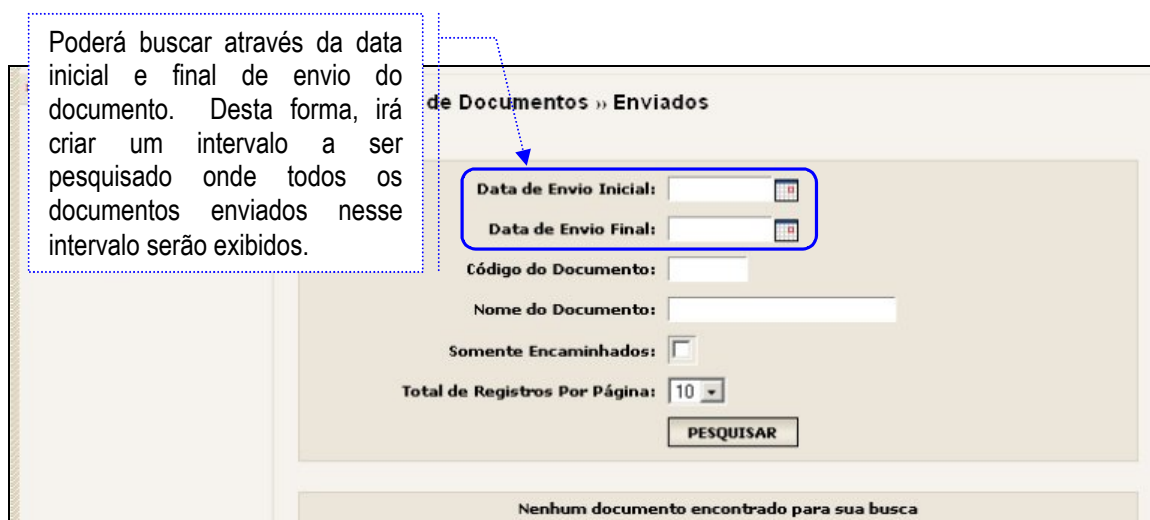 Poderá buscar através da data
inicial e final de envio do
documento. Desta forma, irá
criar um intervalo a ser
pesquisado onde todos os
documentos enviados nesse
intervalo serão exibidos.
de Documentos » Enviados
Data de Envio Inicial:
Data de Envio Final:
Código do Documento:
Nome do Documento:
Somente Encaminhados:
Total de Registros Por Página: 10
PESQUISAR
Nenhum documento encontrado para sua busca